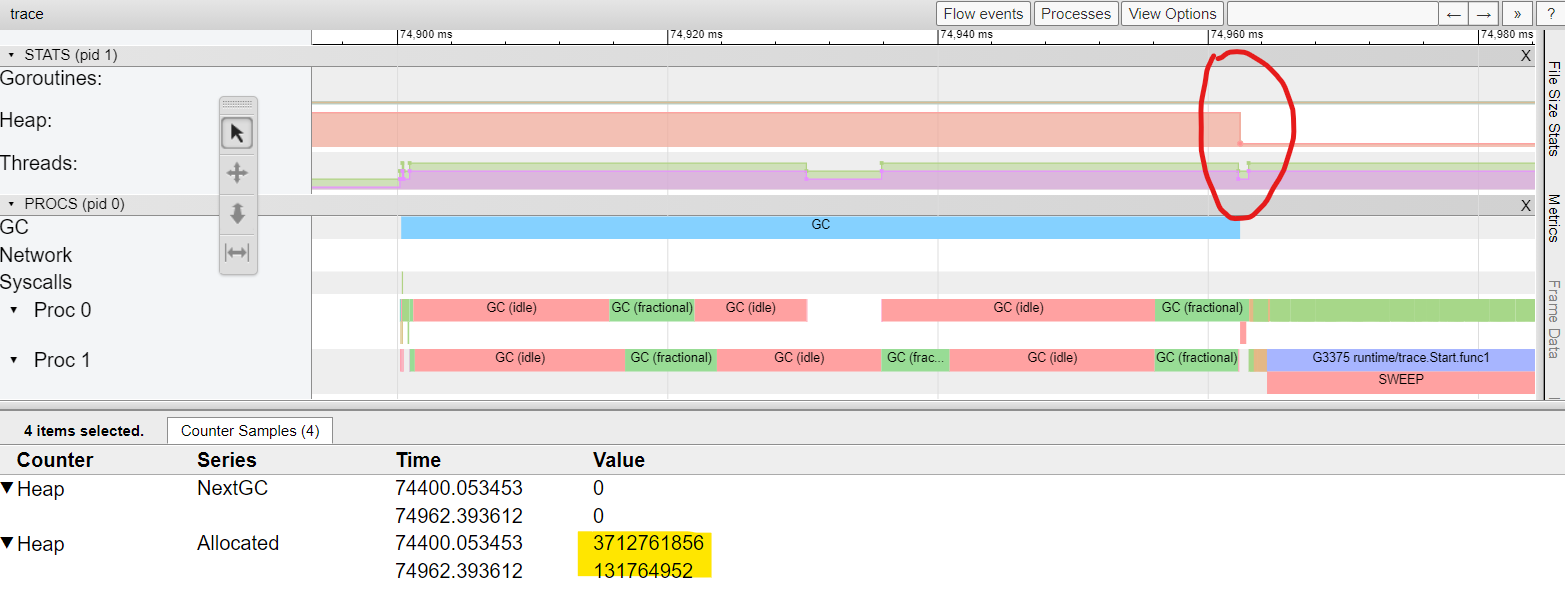 trace
Flow events Processes View Options ← → » ?
74,900 ms 74,920 ms 74,940 ms 74,960 ms 74,980 ms
▾ STATS (pid 1) X
Goroutines:
Heap:
Threads:
▾ PROCS (pid 0) X
GC GC
Network
Syscalls
▾ Proc 0 GC (idle) GC (fractional) GC (idle) GC (idle) GC (fractional)
▾ Proc 1 GC (idle) GC (fractional) GC (idle) GC (frac... GC (idle) GC (fractional) G3375 runtime/trace.Start.func1
SWEEP
File Size Stats
Metrics
Frame Data
4 items selected. Counter Samples (4)
Counter Series Time Value
▼ Heap NextGC 74400.053453 0
74962.393612 0
▼ Heap Allocated 74400.053453 3712761856
74962.393612 131764952